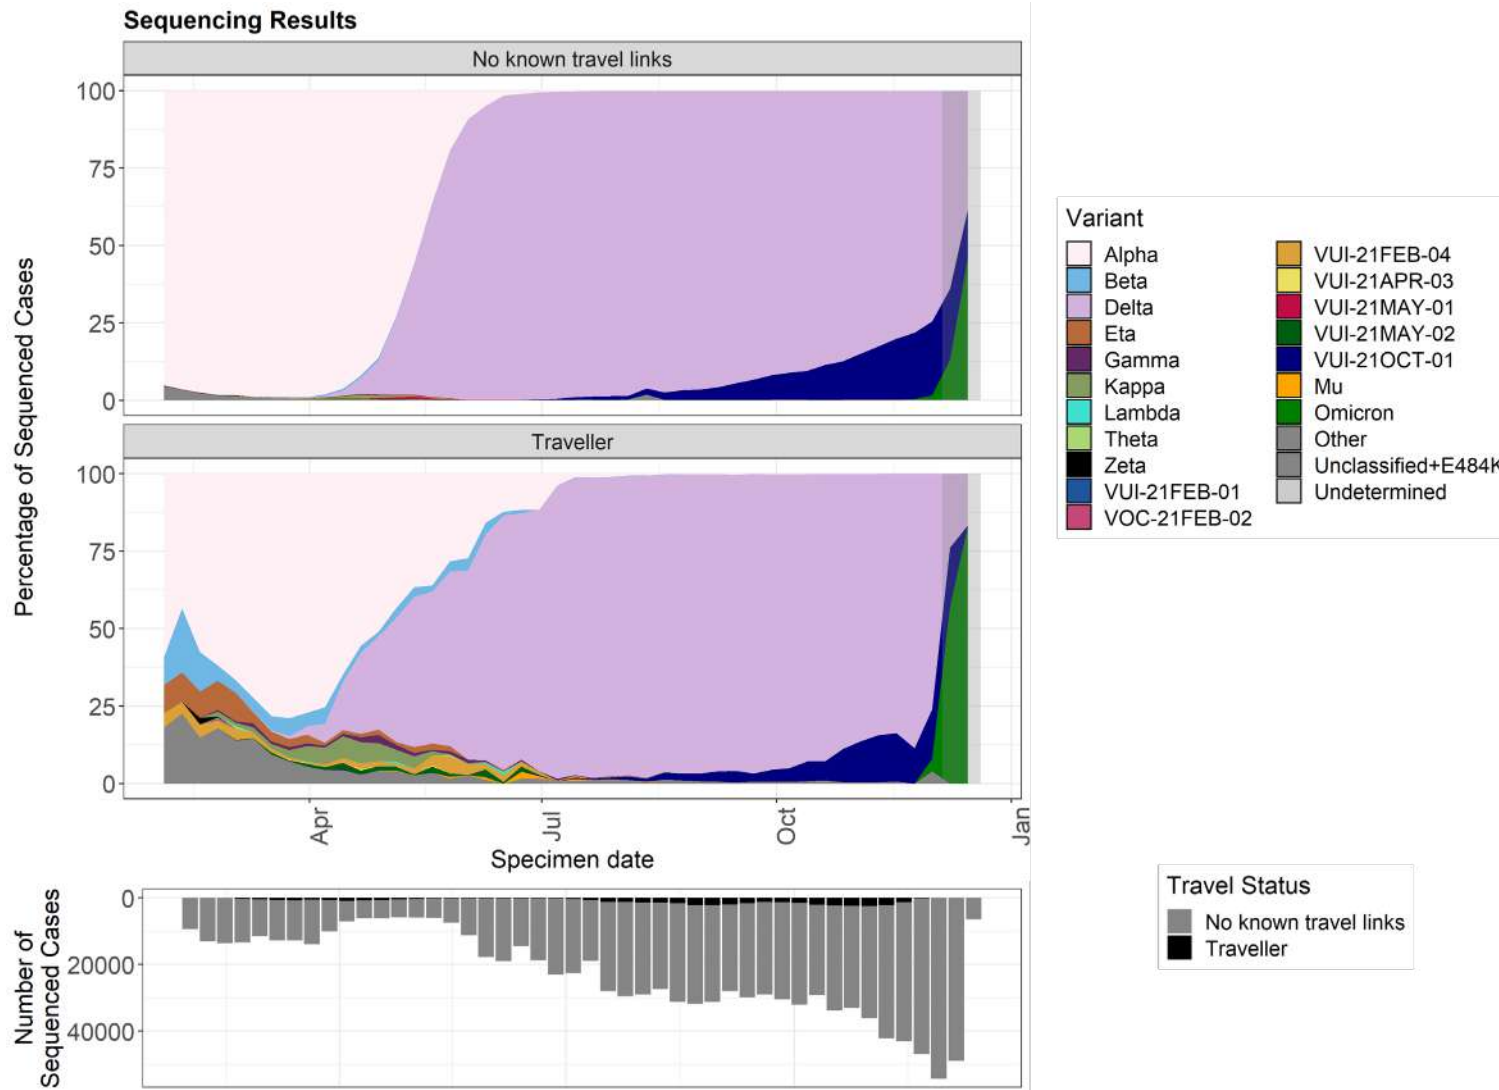 Sequencing Results
No known travel links
100
75
50
25
0
Traveller
100
75
50
25
0
Percentage of Sequenced Cases
Apr
Jul
Oct
Jan
Specimen date
Variant
Alpha
Beta
Delta
Eta
Gamma
Kappa
Lambda
Theta
Zeta
VUI-21FEB-01
VOC-21FEB-02
VUI-21FEB-04
VUI-21APR-03
VUI-21MAY-01
VUI-21MAY-02
VUI-21OCT-01
Mu
Omicron
Other
Unclassified+E484K
Undetermined
Number of
Sequenced Cases
0
20000
40000
Travel Status
No known travel links
Traveller